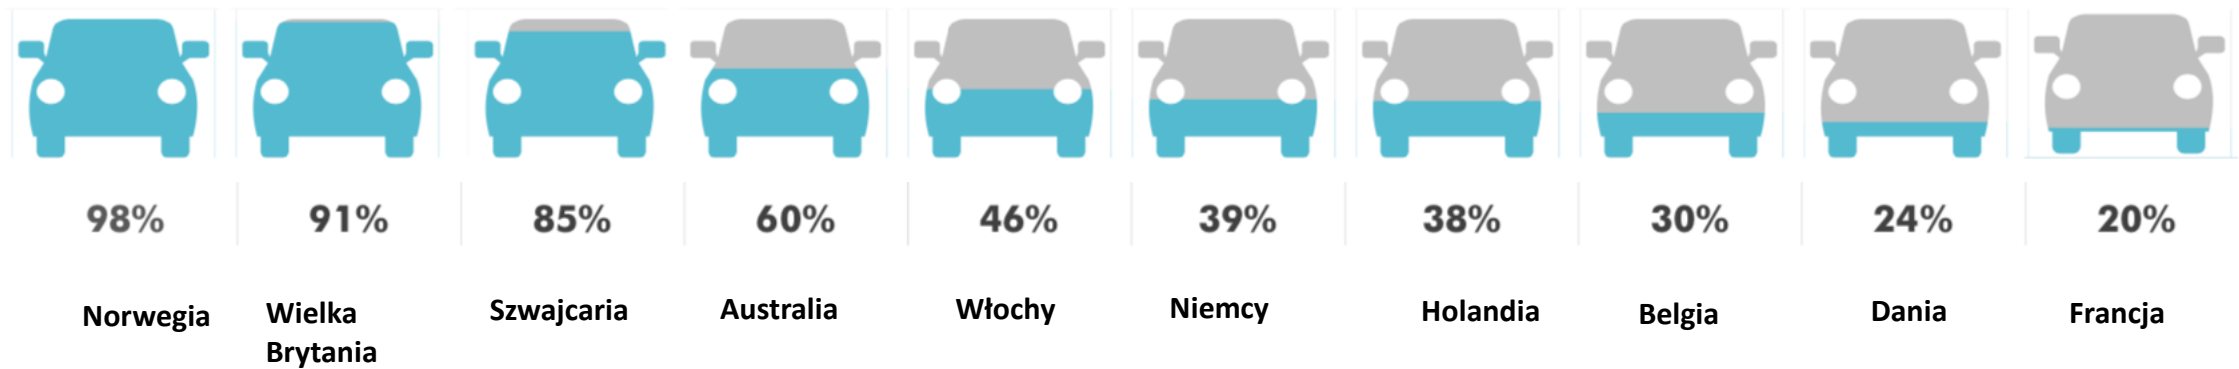 98% 91% 85% 60% 46% 39% 38% 30% 24% 20%
Norwegia Wielka Szwajcaria Australia Włochy Niemcy Holandia Belgia Dania Francja
Brytania